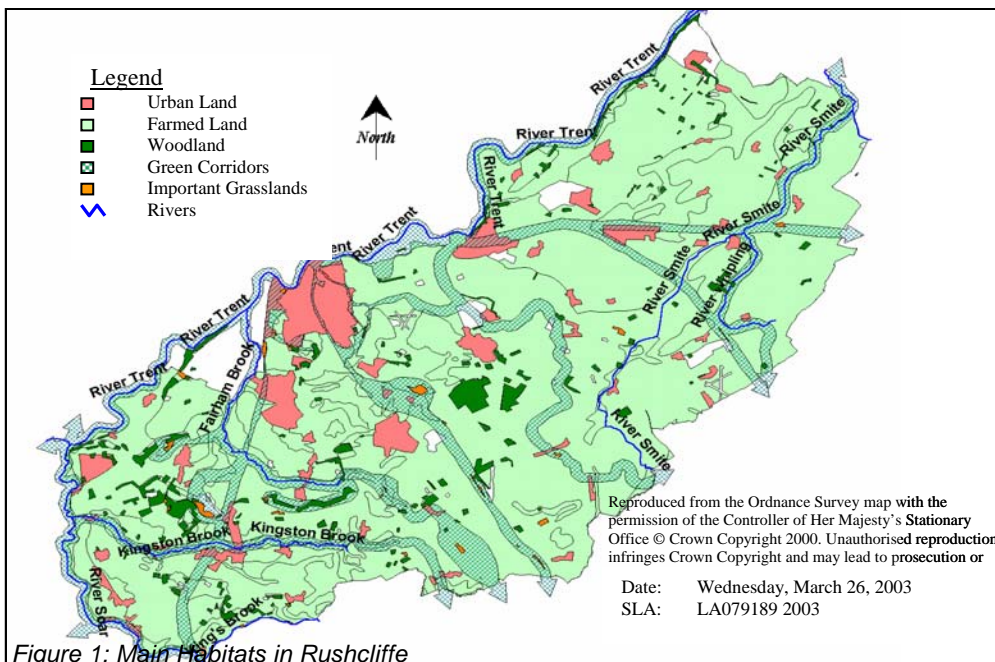 Legend
Urban Land
Farmed Land
Woodland
Green Corridors
Important Grasslands
Rivers
North
River Trent
River Trent
River Trent
River Trent
ent
River Trent
River Trent
River Smite
River Smite
River Smite
River Smite
Fairham Brook
Kingston Brook
Kingston Brook
River Soar
King's Brook
Reproduced from the Ordnance Survey map with the
permission of the Controller of Her Majesty's Stationary
Office © Crown Copyright 2000. Unauthorised reproduction
infringes Crown Copyright and may lead to prosecution or
Date: Wednesday, March 26, 2003
SLA: LA079189 2003
Figure 1: Main Habitats in Rushcliffe